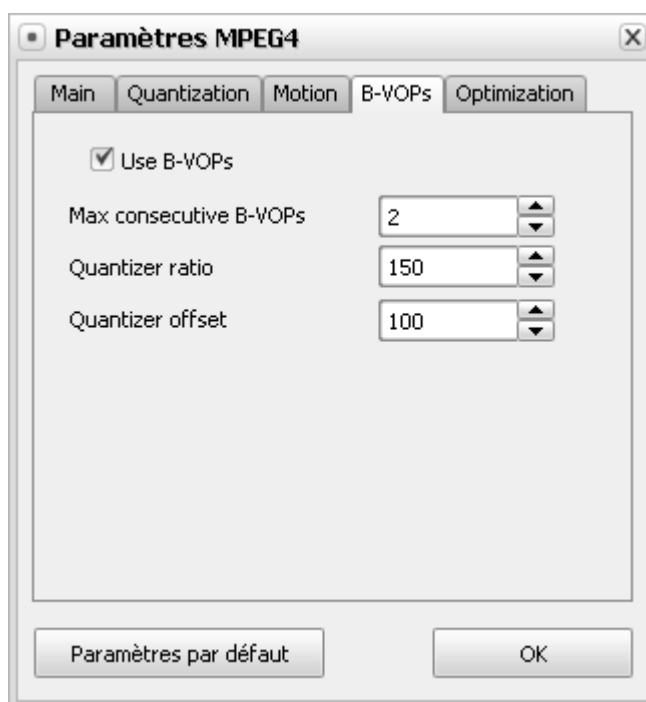 Paramètres MPEG4
Main Quantization Motion B-VOPs Optimization
Use B-VOPs
Max consecutive B-VOPs 2
Quantizer ratio 150
Quantizer offset 100
Paramètres par défaut OK